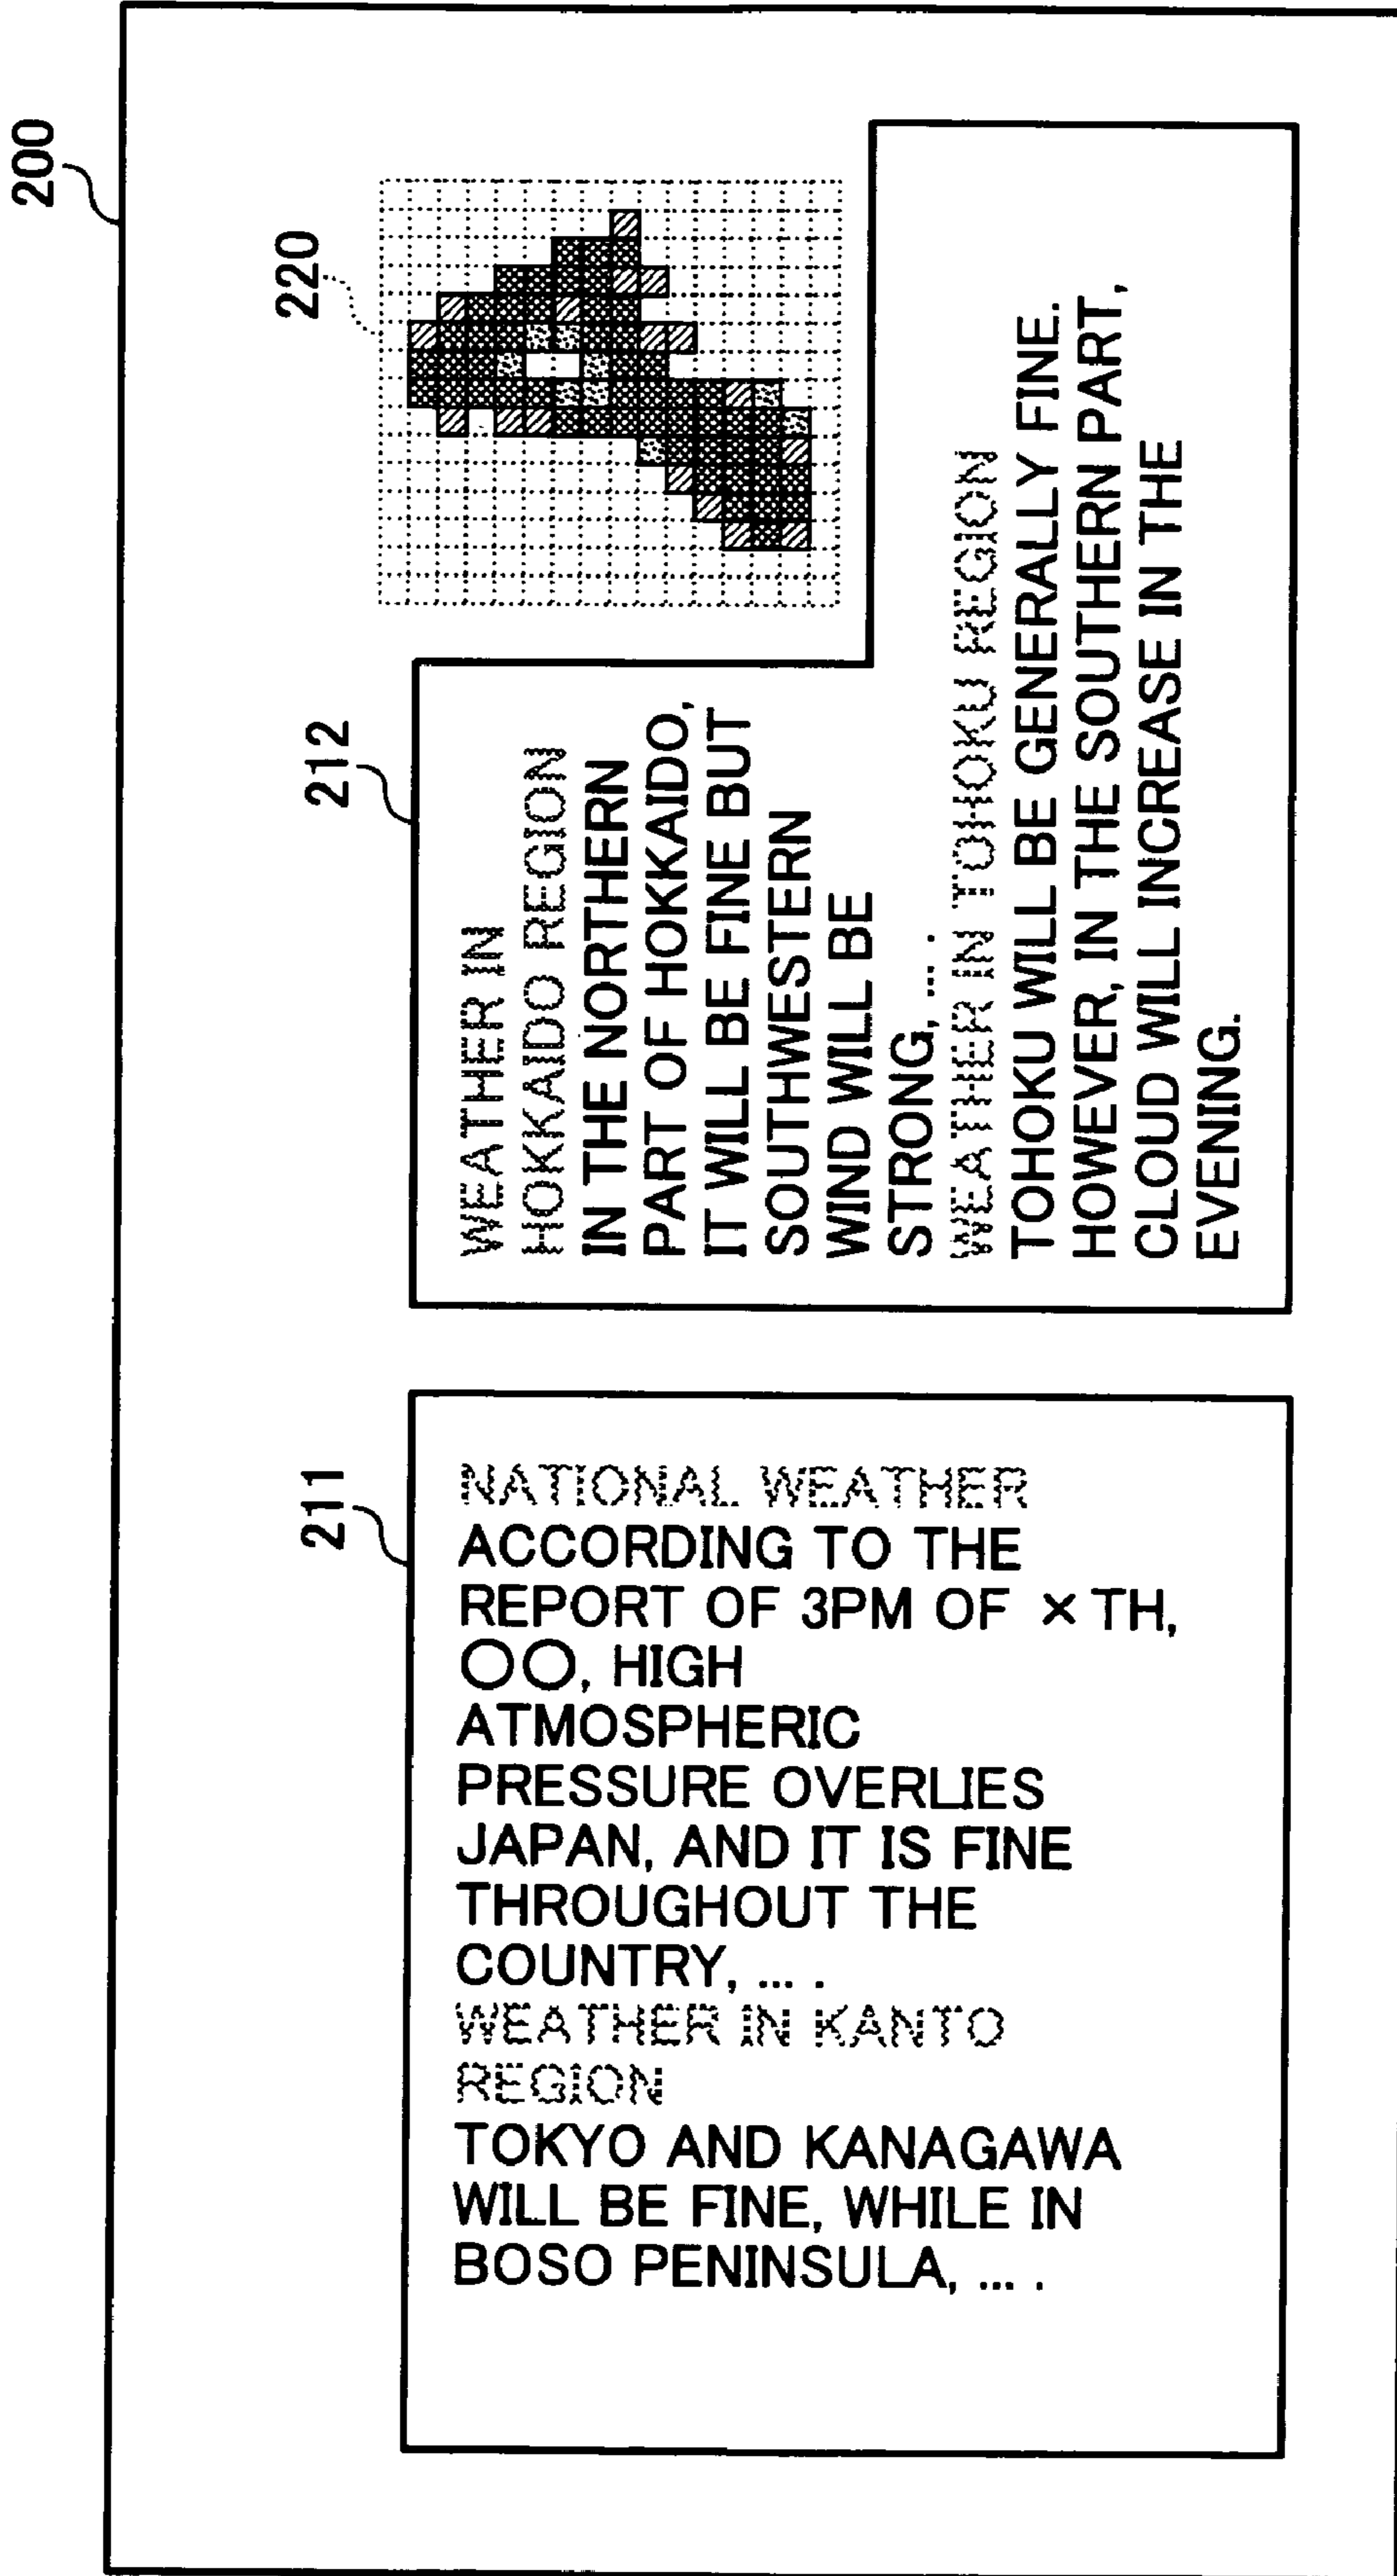 200
211
NATIONAL WEATHER
ACCORDING TO THE
REPORT OF 3PM OF ×TH,
○○, HIGH
ATMOSPHERIC
PRESSURE OVERLIES
JAPAN, AND IT IS FINE
THROUGHOUT THE
COUNTRY, ... .
WEATHER IN KANTO
REGION
TOKYO AND KANAGAWA
WILL BE FINE, WHILE IN
BOSO PENINSULA, ... .
212
WEATHER IN
HOKKAIDO REGION
IN THE NORTHERN
PART OF HOKKAIDO,
IT WILL BE FINE BUT
SOUTHWESTERN
WIND WILL BE
STRONG, ... .
WEATHER IN TOHOKU REGION
TOHOKU WILL BE GENERALLY FINE.
HOWEVER, IN THE SOUTHERN PART,
CLOUD WILL INCREASE IN THE
EVENING.
220